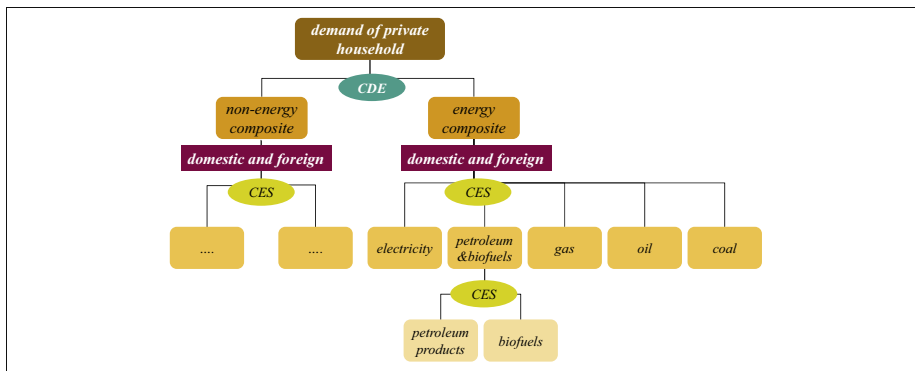 demand of private
household
CDE
non-energy
composite
energy
composite
domestic and foreign
domestic and foreign
CES
CES
....
....
electricity
petroleum
&biofuels
gas
oil
coal
CES
petroleum
products
biofuels